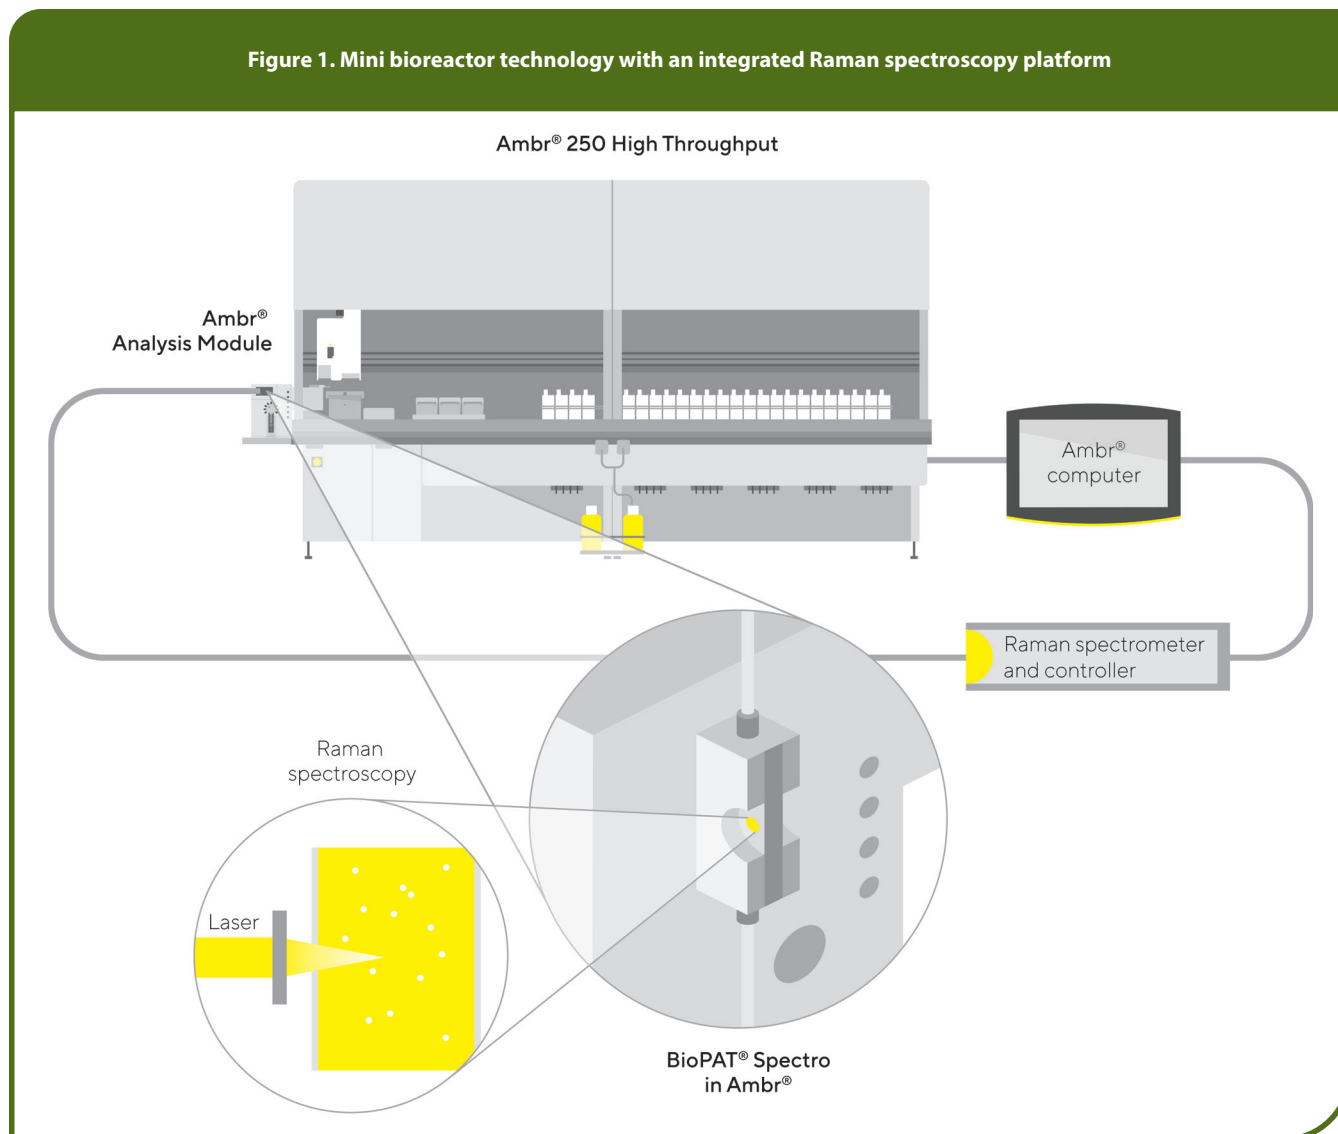 Figure 1. Mini bioreactor technology with an integrated Raman spectroscopy platform
Ambr® 250 High Throughput
Ambr®
Analysis Module
Ambr®
computer
Raman spectrometer
and controller
Raman
spectroscopy
Laser
BioPAT® Spectro
in Ambr®